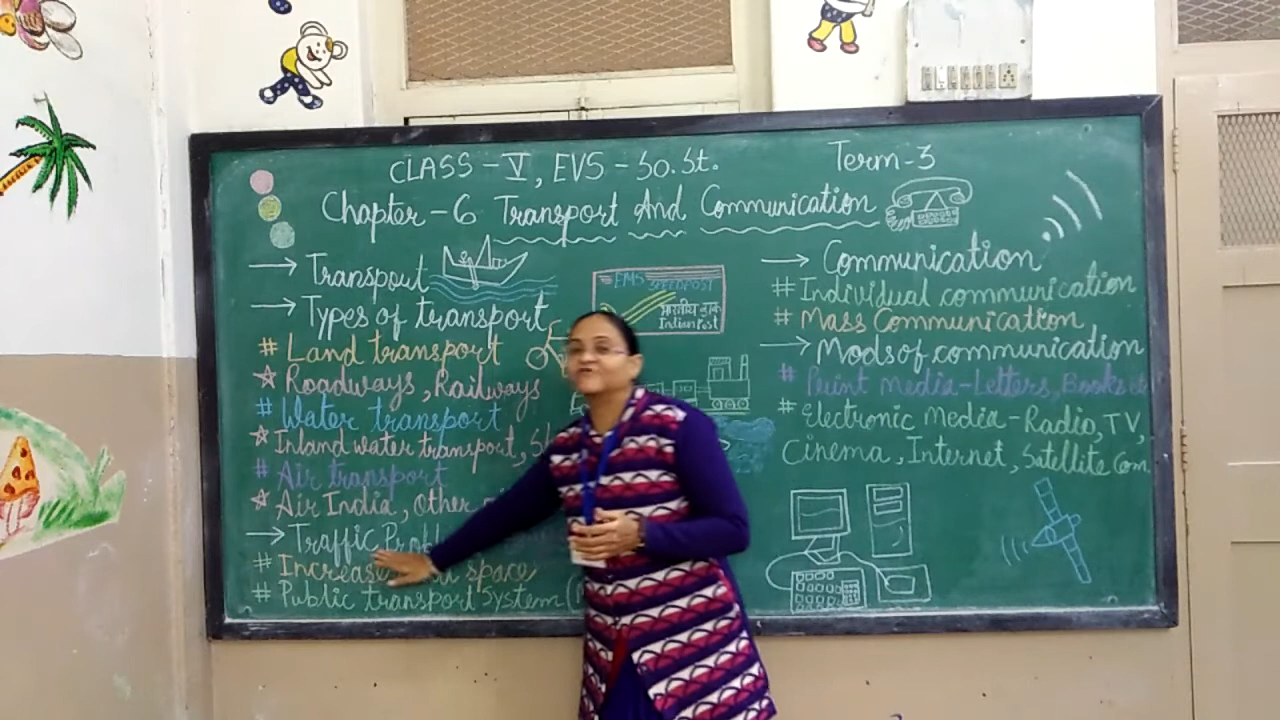 CLASS - V, EVS - So. St.
Term-3
Chapter-6 Transport And Communication
→ Transport
→ Types of transport
# Land transport
☆ Roadways, Railways
# Water transport
☆ Inland water transport,
# Air transport
☆ Air India, Other
→ Traffic
# Increase space
# Public transport System (
EMS SPEEDPOST
भारतीय डाक
Indian Post
→ Communication
# Individual communication
# Mass Communication
→ Mods of communication
# Print Media-Letters, Books etc
# Electronic Media-Radio, TV,
Cinema, Internet, Satellite Com.